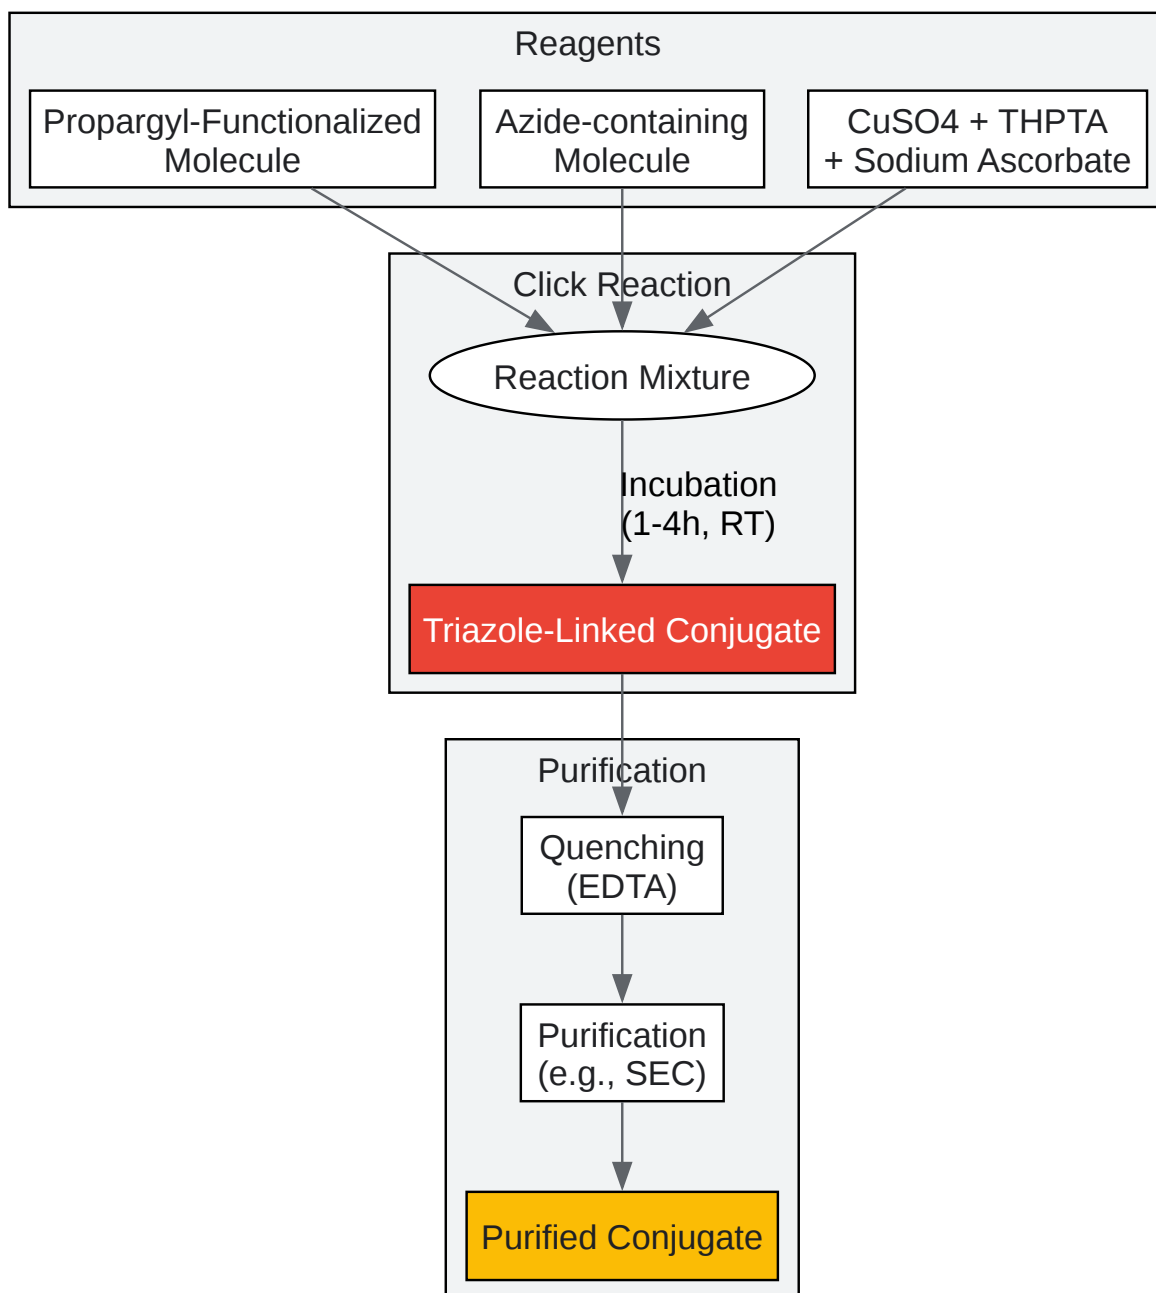 Reagents
Propargyl-Functionalized
Molecule
Azide-containing
Molecule
CuSO4 + THPTA
+ Sodium Ascorbate
Click Reaction
Reaction Mixture
Incubation
(1-4h, RT)
Triazole-Linked Conjugate
Purification
Quenching
(EDTA)
Purification
(e.g., SEC)
Purified Conjugate